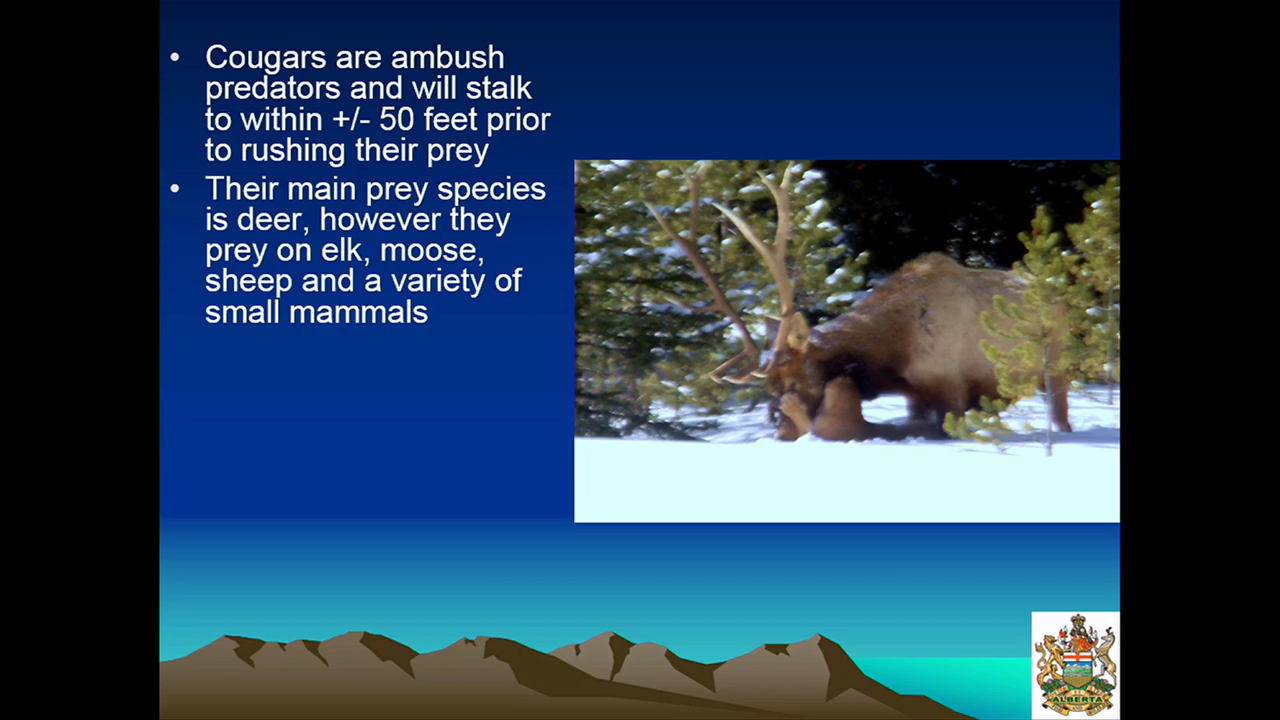 • Cougars are ambush
predators and will stalk
to within +/- 50 feet prior
to rushing their prey
• Their main prey species
is deer, however they
prey on elk, moose,
sheep and a variety of
small mammals
ALBERTA